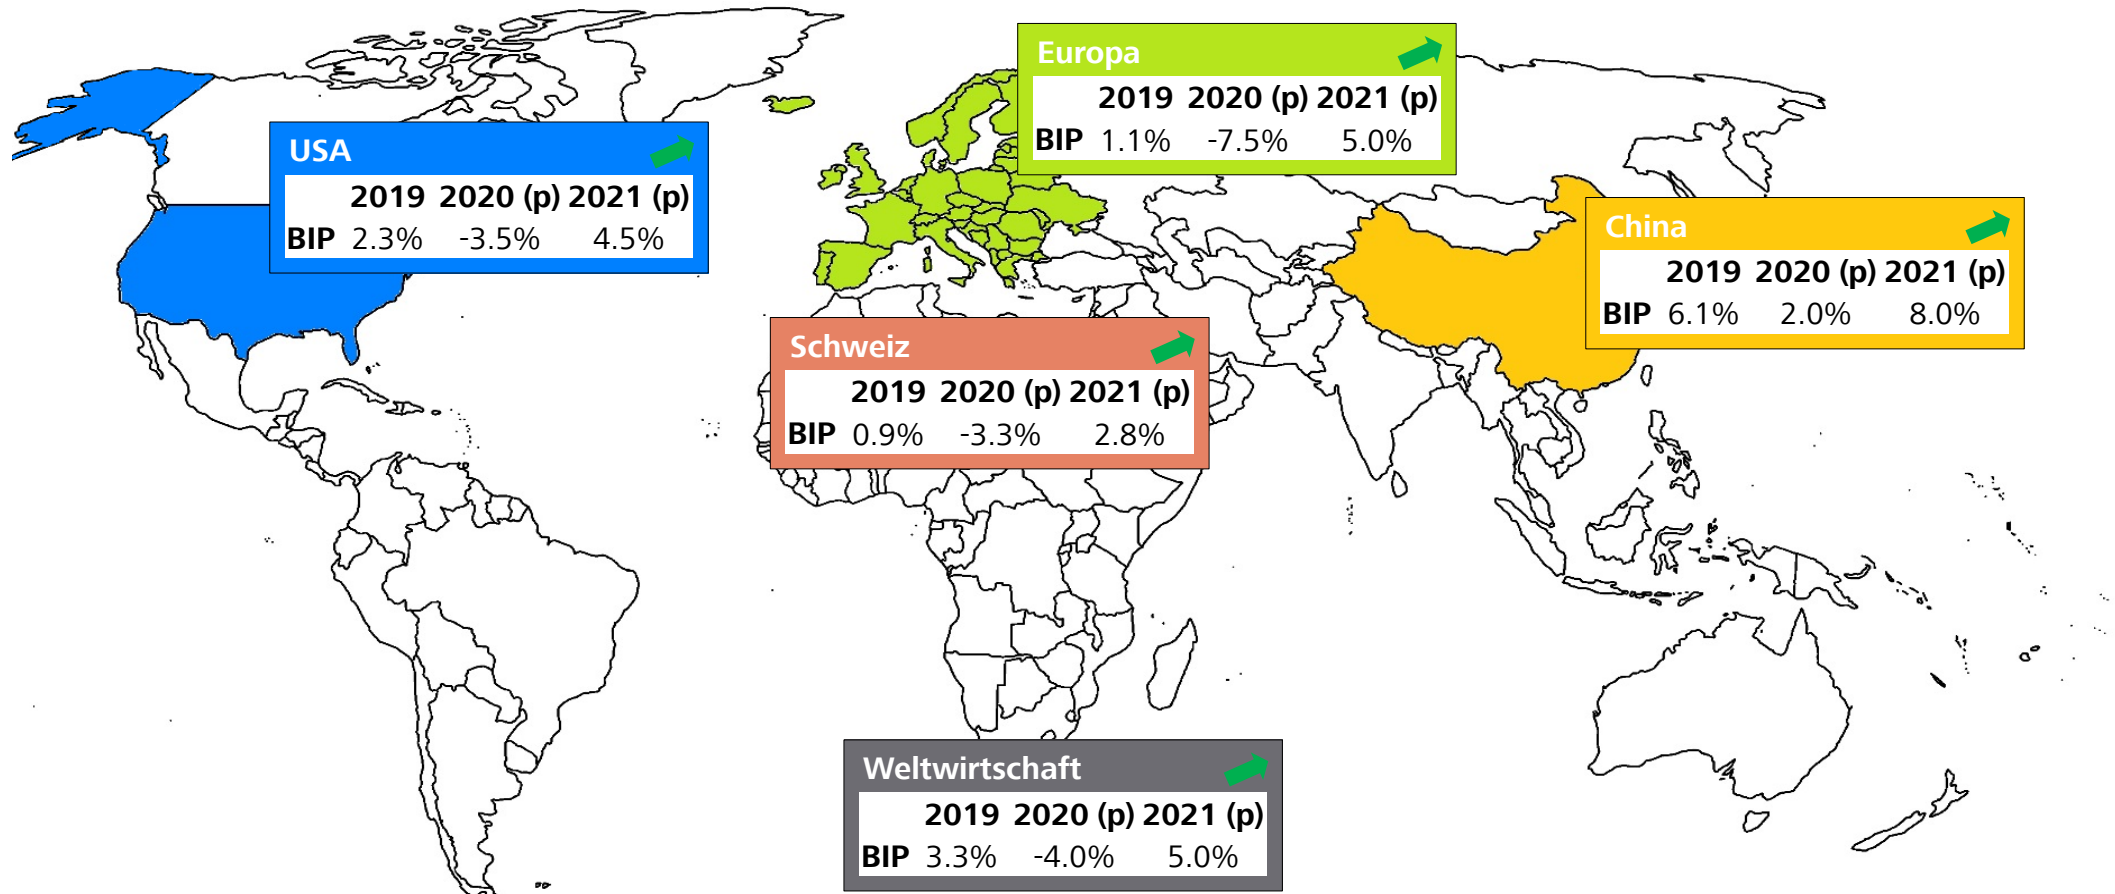 Europa
2019 2020 (p) 2021 (p)
BIP 1.1% -7.5% 5.0%
USA
2019 2020 (p) 2021 (p)
BIP 2.3% -3.5% 4.5%
China
2019 2020 (p) 2021 (p)
BIP 6.1% 2.0% 8.0%
Schweiz
2019 2020 (p) 2021 (p)
BIP 0.9% -3.3% 2.8%
Weltwirtschaft
2019 2020 (p) 2021 (p)
BIP 3.3% -4.0% 5.0%